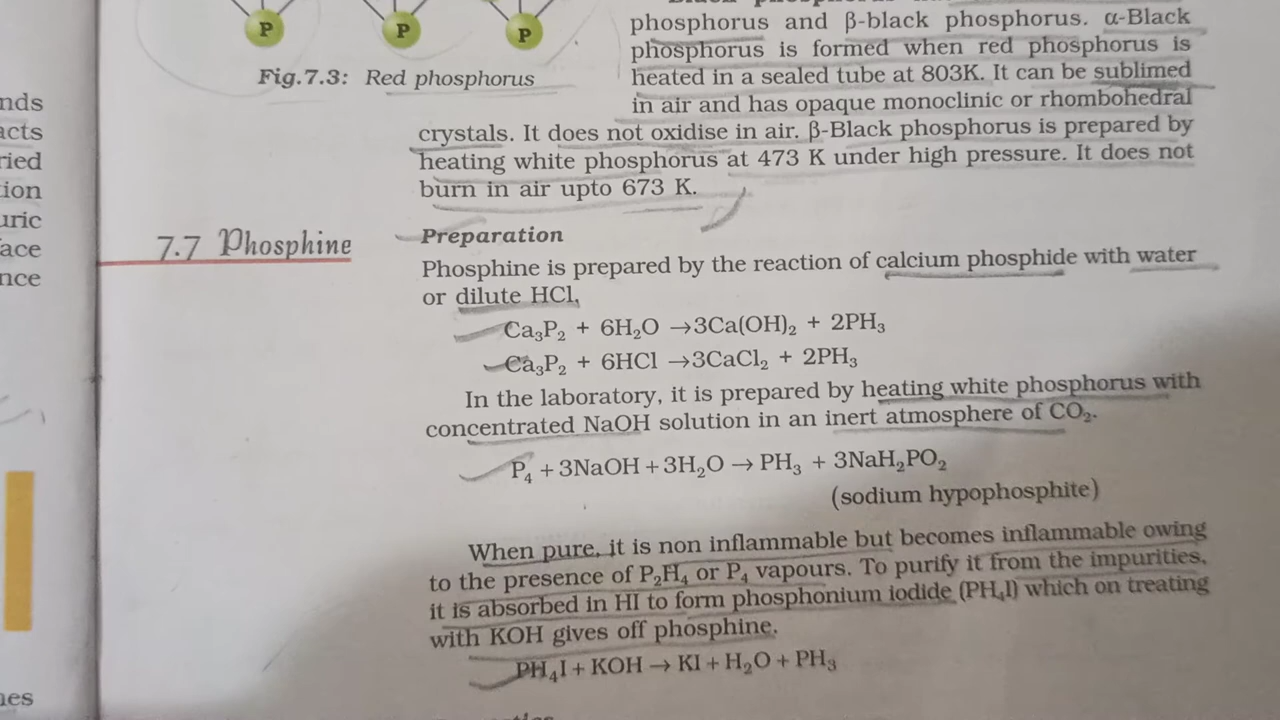 P P P
phosphorus and β-black phosphorus. α-Black
phosphorus is formed when red phosphorus is
Fig.7.3: Red phosphorus
heated in a sealed tube at 803K. It can be sublimed
in air and has opaque monoclinic or rhombohedral
crystals. It does not oxidise in air. β-Black phosphorus is prepared by
heating white phosphorus at 473 K under high pressure. It does not
burn in air upto 673 K.
7.7 Phosphine
Preparation
Phosphine is prepared by the reaction of calcium phosphide with water
or dilute HCl.
Ca₃P₂ + 6H₂O →3Ca(OH)₂ + 2PH₃
Ca₃P₂ + 6HCl →3CaCl₂ + 2PH₃
In the laboratory, it is prepared by heating white phosphorus with
concentrated NaOH solution in an inert atmosphere of CO₂.
P₄ + 3NaOH + 3H₂O → PH₃ + 3NaH₂PO₂
(sodium hypophosphite)
When pure, it is non inflammable but becomes inflammable owing
to the presence of P₂H₄ or P₄ vapours. To purify it from the impurities,
it is absorbed in HI to form phosphonium iodide (PH₄I) which on treating
with KOH gives off phosphine.
PH₄I + KOH → KI + H₂O + PH₃